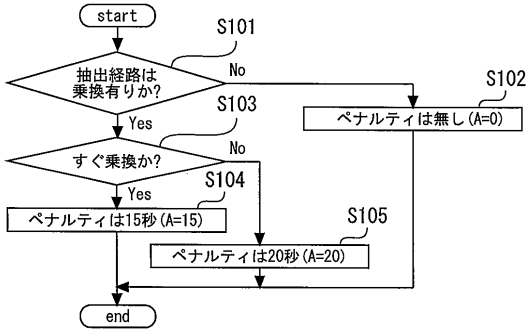 start
S101
抽出経路は
乗換有りか?
No
S102
ペナルティは無し(A=0)
Yes
S103
すぐ乗換か?
No
Yes
S104
ペナルティは15秒(A=15)
S105
ペナルティは20秒(A=20)
end